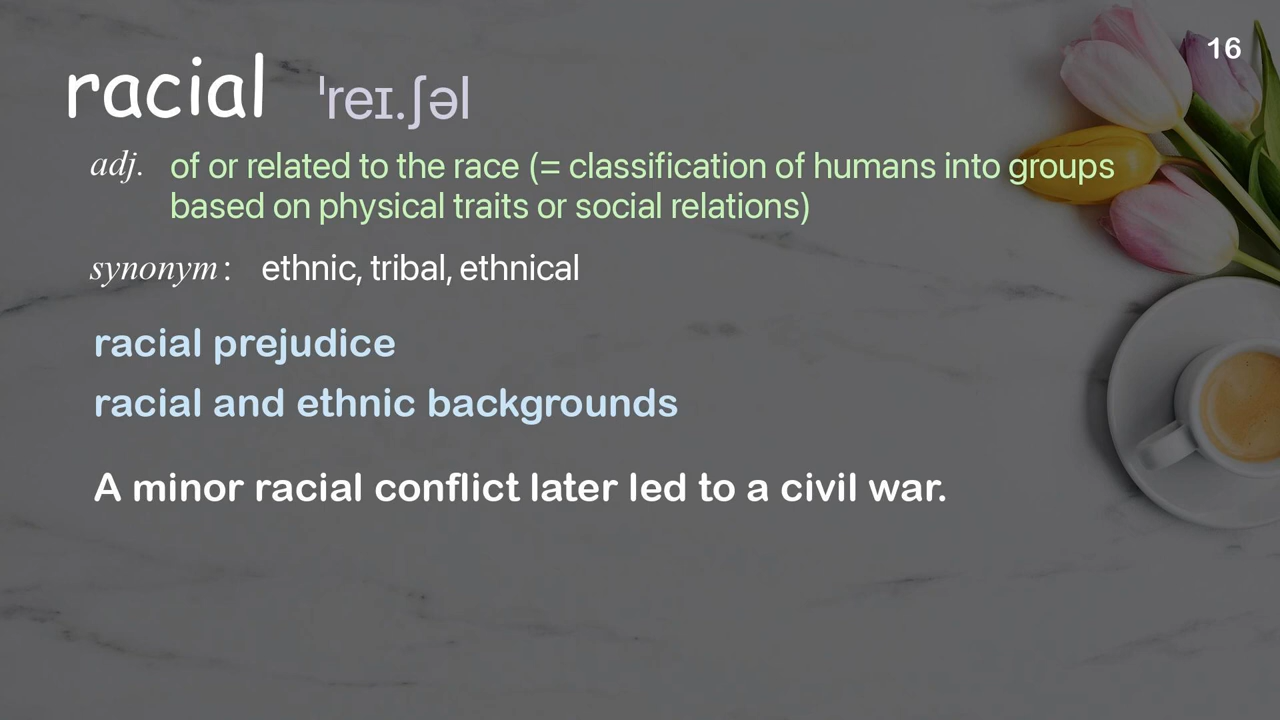 16
racial ˈreɪ.ʃəl
adj. of or related to the race (= classification of humans into groups
based on physical traits or social relations)
synonym: ethnic, tribal, ethnical
racial prejudice
racial and ethnic backgrounds
A minor racial conflict later led to a civil war.